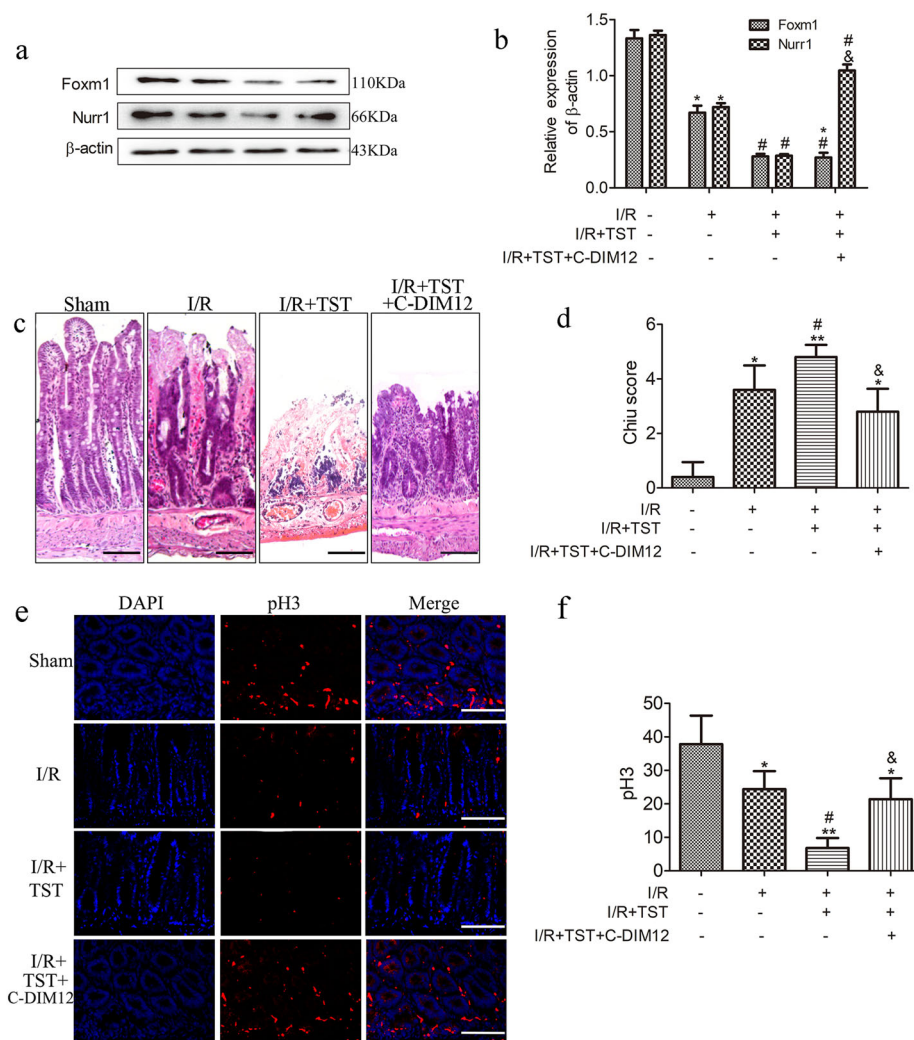 a
Foxm1
110KDa
Nurr1
66KDa
β-actin
43KDa
b
Foxm1
Nurr1
Relative expression
of β-actin
1.5
1.0
0.5
0.0
* * # # * # # &
I/R - + + +
I/R+TST - - + +
I/R+TST+C-DIM12 - - - +
c
Sham
I/R
I/R+TST
I/R+TST
+C-DIM12
d
Chiu score
6
4
2
0
* # ** & *
I/R - + + +
I/R+TST - - + +
I/R+TST+C-DIM12 - - - +
e
DAPI pH3 Merge
Sham
I/R
I/R+
TST
I/R+
TST+
C-DIM12
f
pH3
50
40
30
20
10
0
* # ** & *
I/R - + + +
I/R+TST - - + +
I/R+TST+C-DIM12 - - - +